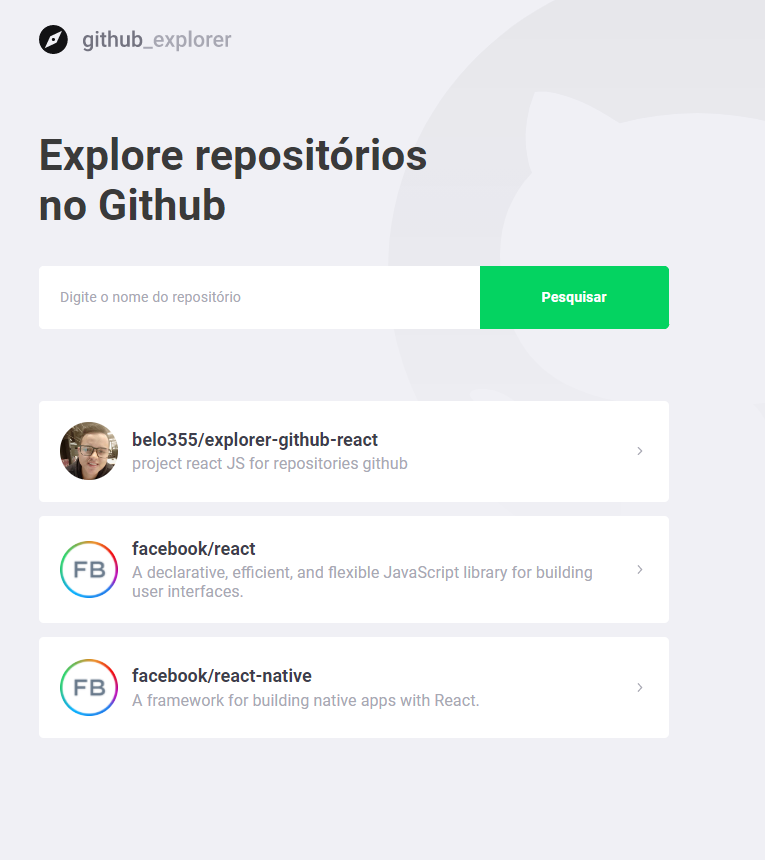 github_explorer
Explore repositórios
no Github
Digite o nome do repositório
Pesquisar
belo355/explorer-github-react
project react JS for repositories github
FB
facebook/react
A declarative, efficient, and flexible JavaScript library for building
user interfaces.
FB
facebook/react-native
A framework for building native apps with React.